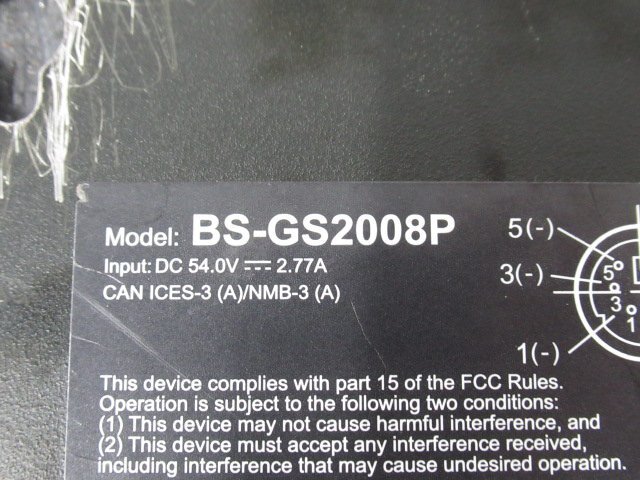 Model: BS-GS2008P
Input: DC 54.0V ⎓ 2.77A
CAN ICES-3 (A)/NMB-3 (A)
5(-)
3(-)
1(-)
5
3
1
This device complies with part 15 of the FCC Rules.
Operation is subject to the following two conditions:
(1) This device may not cause harmful interference, and
(2) This device must accept any interference received,
including interference that may cause undesired operation.